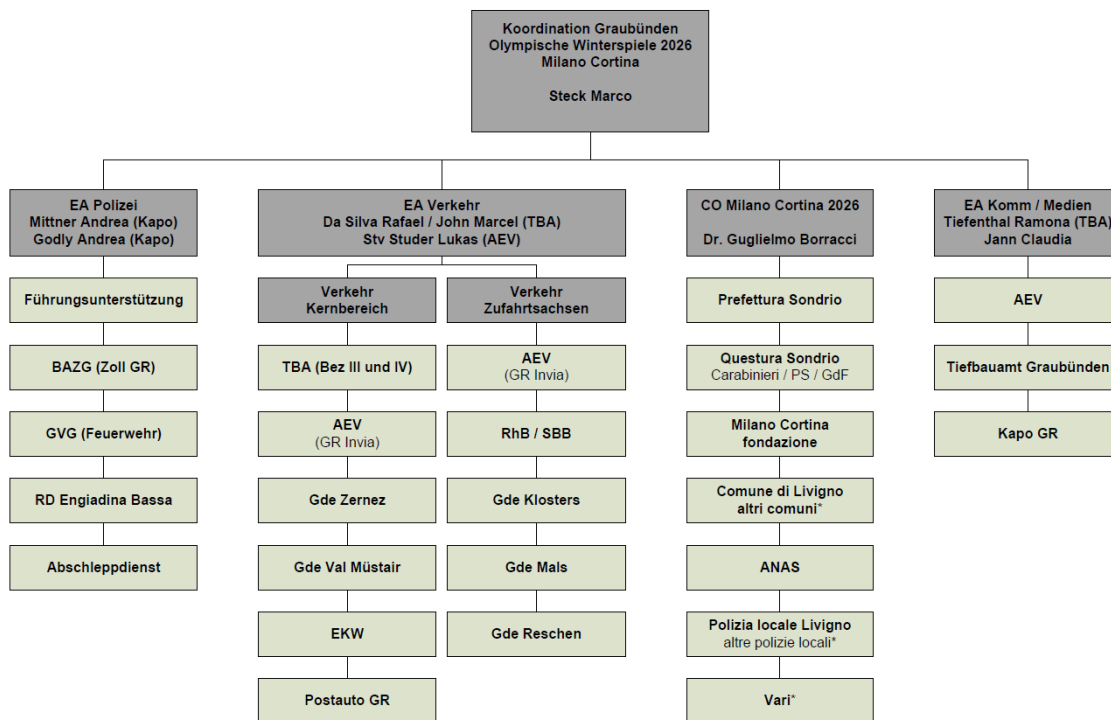 Koordination Graubünden
Olympische Winterspiele 2026
Milano Cortina
Steck Marco
EA Polizei
Mittner Andrea (Kapo)
Godly Andrea (Kapo)
EA Verkehr
Da Silva Rafael / John Marcel (TBA)
Stv Studer Lukas (AEV)
CO Milano Cortina 2026
Dr. Guglielmo Borracci
EA Komm / Medien
Tiefenthal Ramona (TBA)
Jann Claudia
Führungsunterstützung
BAZG (Zoll GR)
GVG (Feuerwehr)
RD Engiadina Bassa
Abschleppdienst
Verkehr
Kernbereich
TBA (Bez III und IV)
AEV
(GR Invia)
Gde Zernez
Gde Val Müstair
EKW
Postauto GR
Verkehr
Zufahrtsachsen
AEV
(GR Invia)
RhB / SBB
Gde Klosters
Gde Mals
Gde Reschen
Prefettura Sondrio
Questura Sondrio
Carabinieri / PS / GdF
Milano Cortina
fondazione
Comune di Livigno
altri comuni*
ANAS
Polizia locale Livigno
altre polizie locali*
Vari*
AEV
Tiefbauamt Graubünden
Kapo GR